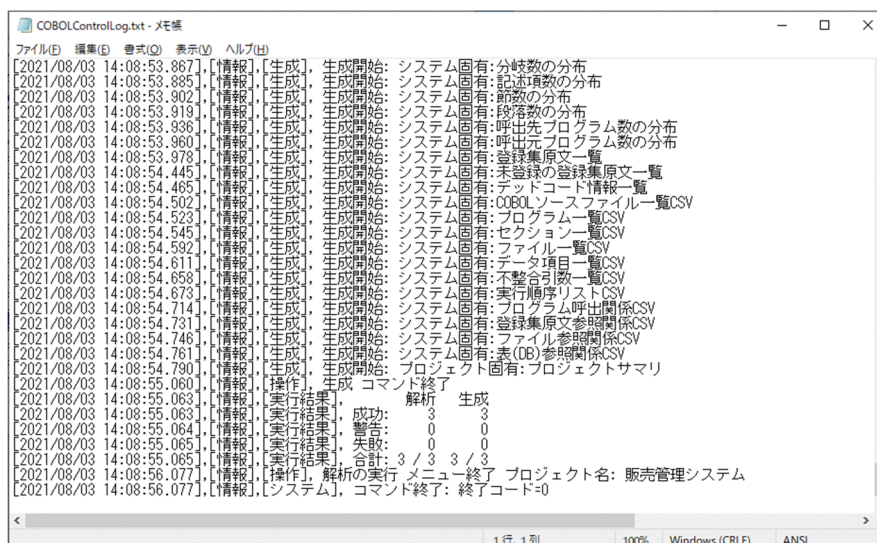 COBOLControlLog.txt - メモ帳
ファイル(F) 編集(E) 書式(O) 表示(V) ヘルプ(H)
[2021/08/03 14:08:53.867],[情報],[生成], 生成開始: システム固有:分岐数の分布
[2021/08/03 14:08:53.885],[情報],[生成], 生成開始: システム固有:記述項数の分布
[2021/08/03 14:08:53.902],[情報],[生成], 生成開始: システム固有:節数の分布
[2021/08/03 14:08:53.919],[情報],[生成], 生成開始: システム固有:段落数の分布
[2021/08/03 14:08:53.936],[情報],[生成], 生成開始: システム固有:呼出先プログラム数の分布
[2021/08/03 14:08:53.960],[情報],[生成], 生成開始: システム固有:呼出元プログラム数の分布
[2021/08/03 14:08:53.978],[情報],[生成], 生成開始: システム固有:登録集原文一覧
[2021/08/03 14:08:54.445],[情報],[生成], 生成開始: システム固有:未登録の登録集原文一覧
[2021/08/03 14:08:54.465],[情報],[生成], 生成開始: システム固有:デッドコード情報一覧
[2021/08/03 14:08:54.502],[情報],[生成], 生成開始: システム固有:COBOLソースファイル一覧CSV
[2021/08/03 14:08:54.523],[情報],[生成], 生成開始: システム固有:プログラム一覧CSV
[2021/08/03 14:08:54.545],[情報],[生成], 生成開始: システム固有:セクション一覧CSV
[2021/08/03 14:08:54.592],[情報],[生成], 生成開始: システム固有:ファイル一覧CSV
[2021/08/03 14:08:54.611],[情報],[生成], 生成開始: システム固有:データ項目一覧CSV
[2021/08/03 14:08:54.658],[情報],[生成], 生成開始: システム固有:不整合引数一覧CSV
[2021/08/03 14:08:54.673],[情報],[生成], 生成開始: システム固有:実行順序リストCSV
[2021/08/03 14:08:54.714],[情報],[生成], 生成開始: システム固有:プログラム呼出関係CSV
[2021/08/03 14:08:54.731],[情報],[生成], 生成開始: システム固有:登録集原文参照関係CSV
[2021/08/03 14:08:54.746],[情報],[生成], 生成開始: システム固有:ファイル参照関係CSV
[2021/08/03 14:08:54.761],[情報],[生成], 生成開始: システム固有:表(DB)参照関係CSV
[2021/08/03 14:08:54.790],[情報],[生成], 生成開始: プロジェクト固有:プロジェクトサマリ
[2021/08/03 14:08:55.060],[情報],[操作], 生成 コマンド終了
[2021/08/03 14:08:55.063],[情報],[実行結果], 解析 生成
[2021/08/03 14:08:55.063],[情報],[実行結果], 成功: 3 3
[2021/08/03 14:08:55.064],[情報],[実行結果], 警告: 0 0
[2021/08/03 14:08:55.065],[情報],[実行結果], 失敗: 0 0
[2021/08/03 14:08:55.065],[情報],[実行結果], 合計: 3 / 3 3 / 3
[2021/08/03 14:08:56.077],[情報],[操作], 解析の実行 メニュー終了 プロジェクト名: 販売管理システム
[2021/08/03 14:08:56.077],[情報],[システム], コマンド終了: 終了コード=0
1 行, 1 列 100% Windows (CRLF) ANSI